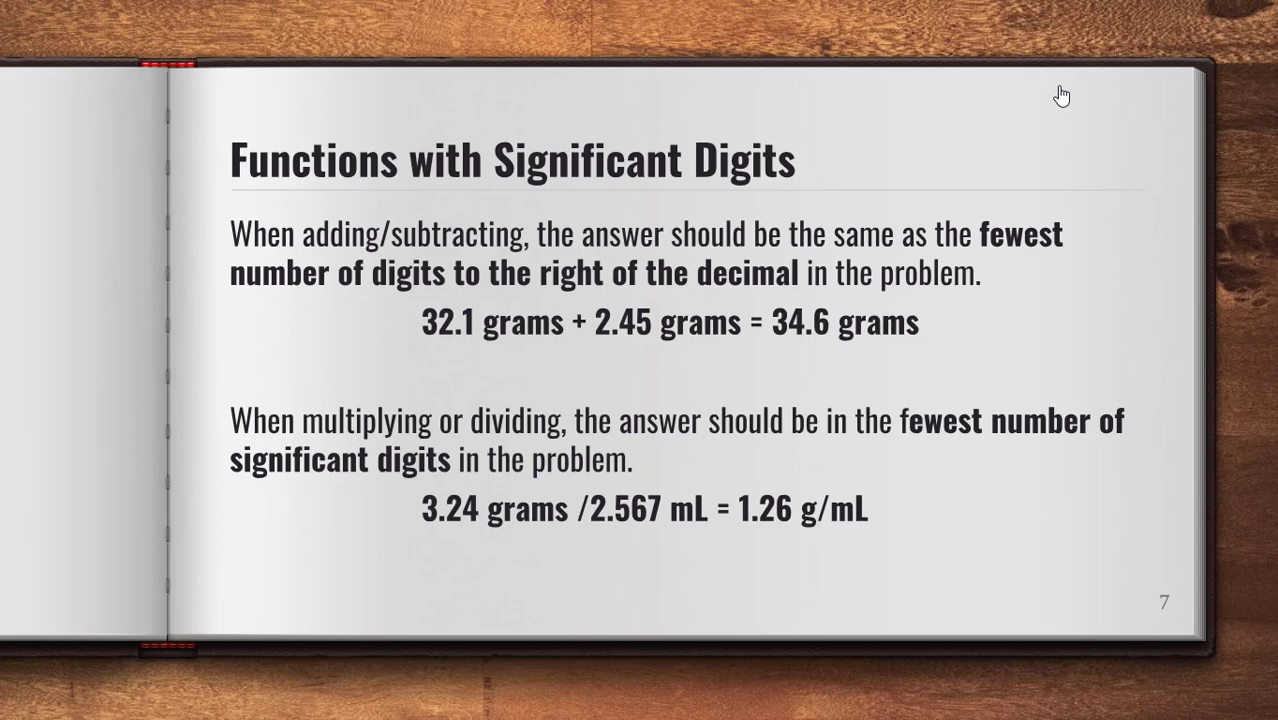 Functions with Significant Digits
When adding/subtracting, the answer should be the same as the fewest
number of digits to the right of the decimal in the problem.
32.1 grams + 2.45 grams = 34.6 grams
When multiplying or dividing, the answer should be in the fewest number of
significant digits in the problem.
3.24 grams /2.567 mL = 1.26 g/mL
7